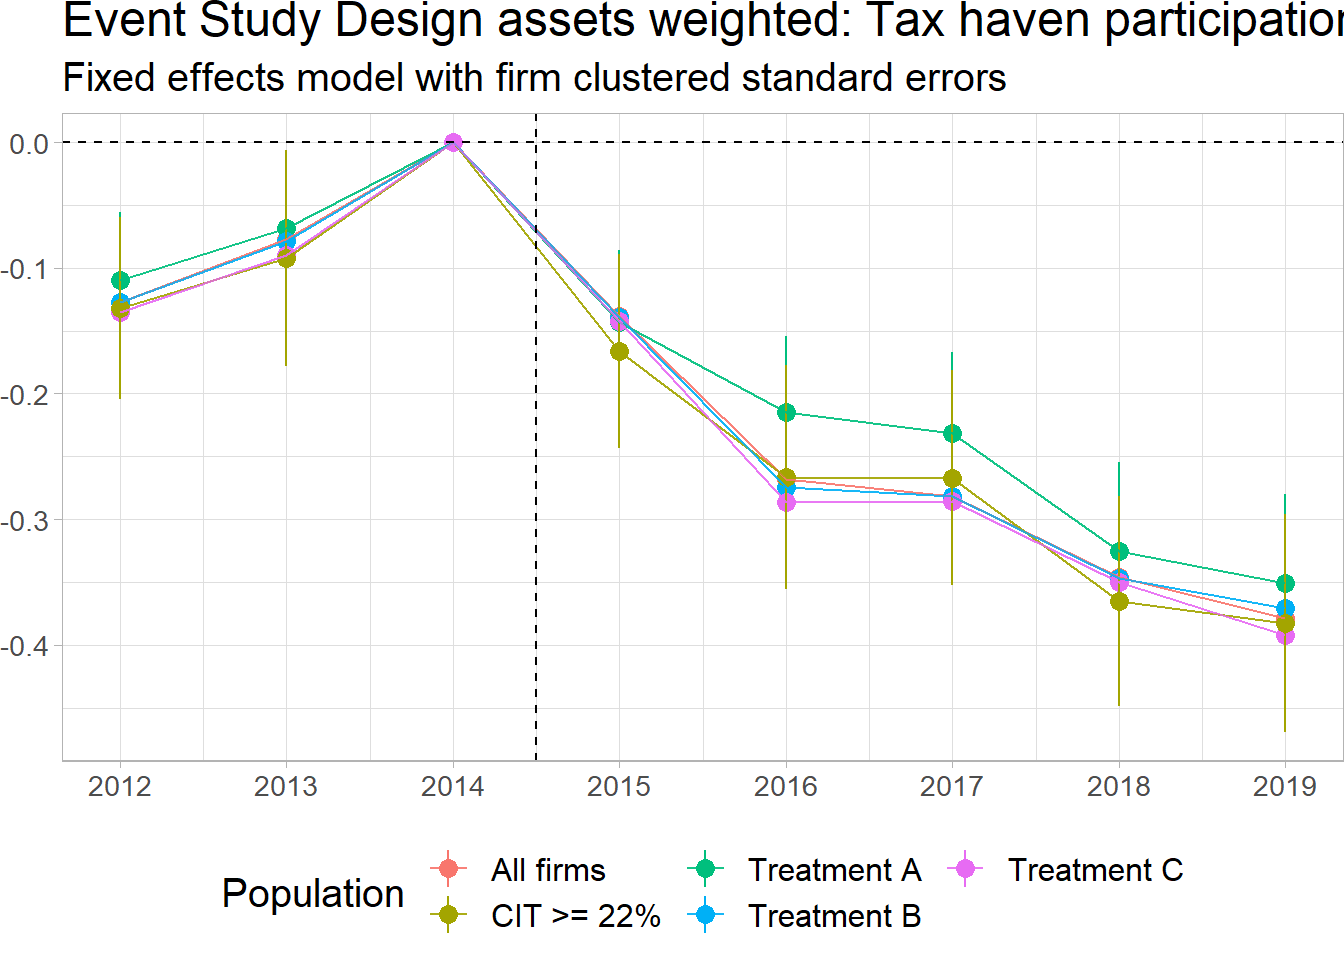 Event Study Design assets weighted: Tax haven participation
Fixed effects model with firm clustered standard errors
0.0
-0.1
-0.2
-0.3
-0.4
2012 2013 2014 2015 2016 2017 2018 2019
Population
All firms Treatment A Treatment C
CIT >= 22% Treatment B